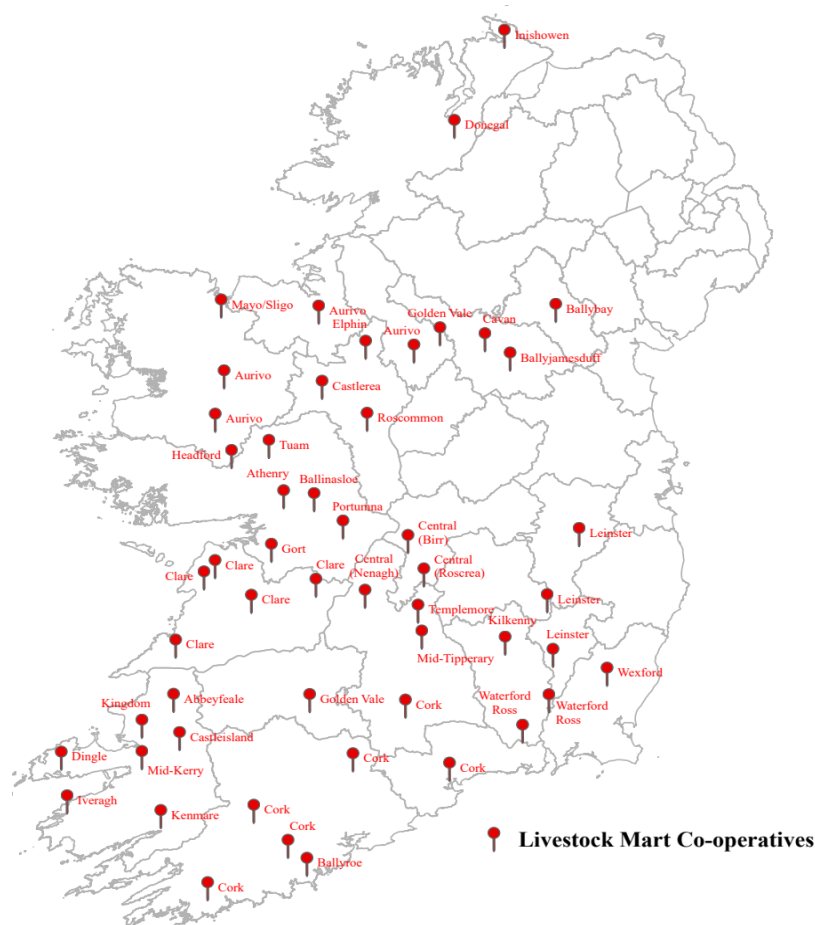 Inishowen
Donegal
Mayo/Sligo
Aurivo
Elphin
Aurivo
Golden Vale
Cavan
Ballybay
Ballyjamesduff
Aurivo
Castlerea
Aurivo
Roscommon
Headford
Tuam
Athenry
Ballinasloe
Portumna
Central
(Birr)
Leinster
Gort
Clare
Clare
Clare
Central
(Nenagh)
Central
(Roscrea)
Clare
Templemore
Leinster
Kilkenny
Mid-Tipperary
Leinster
Clare
Wexford
Abbeyfeale
Golden Vale
Cork
Waterford
Ross
Waterford
Ross
Kingdom
Castleisland
Dingle
Mid-Kerry
Cork
Cork
Iveragh
Kenmare
Cork
Cork
Ballyroe
Cork
Livestock Mart Co-operatives